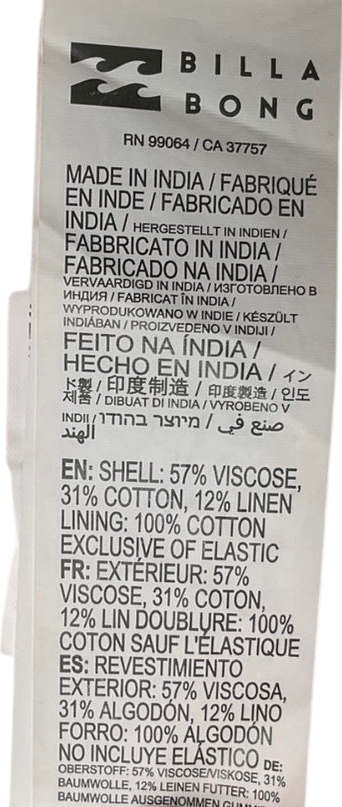 BILLA
BONG
RN 99064 / CA 37757
MADE IN INDIA / FABRIQUÉ
EN INDE / FABRICADO EN
INDIA / HERGESTELLT IN INDIEN /
FABBRICATO IN INDIA /
FABRICADO NA INDIA /
VERVAARDIGD IN INDIA / ИЗГОТОВЛЕНО В
ИНДИЯ / FABRICAT ÎN INDIA /
WYPRODUKOWANO W INDIE / KÉSZÜLT
INDIÁBAN / PROIZVEDENO V INDIJI /
FEITO NA ÍNDIA /
HECHO EN INDIA / イン
ド製 / 印度制造 / 印度製造 / 인도
제품 / DIBUAT DI INDIA / VYROBENO V
INDII / מיוצר בהודו / صنع في
الهند
EN: SHELL: 57% VISCOSE,
31% COTTON, 12% LINEN
LINING: 100% COTTON
EXCLUSIVE OF ELASTIC
FR: EXTÉRIEUR: 57%
VISCOSE, 31% COTON,
12% LIN DOUBLURE: 100%
COTON SAUF L'ÉLASTIQUE
ES: REVESTIMIENTO
EXTERIOR: 57% VISCOSA,
31% ALGODÓN, 12% LINO
FORRO: 100% ALGODÓN
NO INCLUYE ELÁSTICO DE:
OBERSTOFF: 57% VISCOSE/VISKOSE, 31%
BAUMWOLLE, 12% LEINEN FUTTER: 100%
BAUMWOLLE AUSGENOMMEN